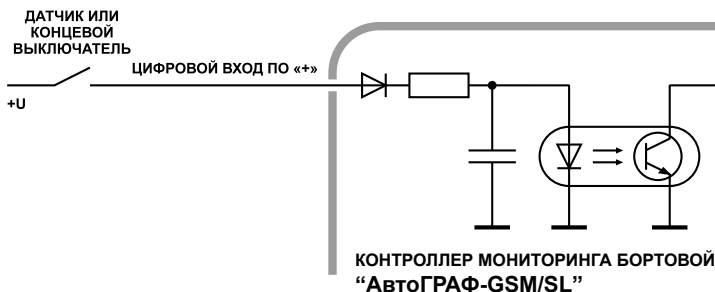 ДАТЧИК ИЛИ
КОНЦЕВОЙ
ВЫКЛЮЧАТЕЛЬ
ЦИФРОВОЙ ВХОД ПО «+»
+U
КОНТРОЛЛЕР МОНИТОРИНГА БОРТОВОЙ
“АвтоГРАФ-GSM/SL”